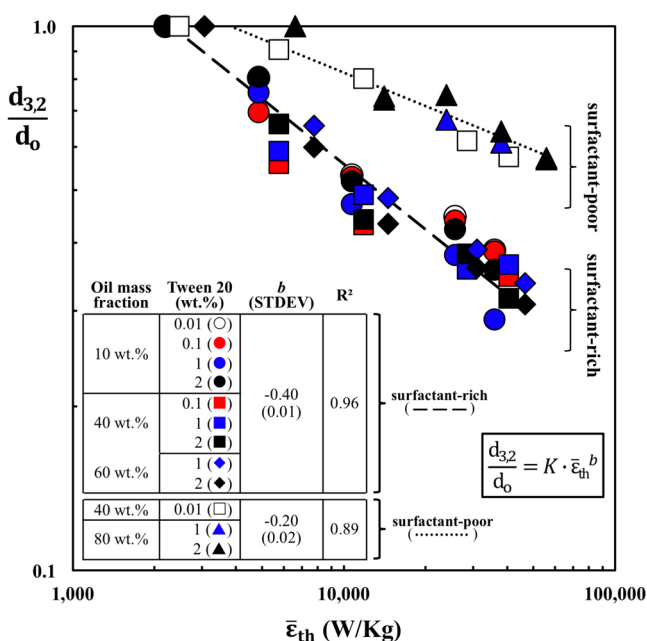 1.0
d3,2
do
surfactant-poor
surfactant-rich
Oil mass fraction Tween 20 (wt.%) b (STDEV) R²
10 wt.% 0.01 (○)
0.1 (●)
1 (●)
2 (●)
-0.40 (0.01) 0.96
surfactant-rich
(— — —)
40 wt.% 0.1 (■)
1 (■)
2 (■)
60 wt.% 1 (◆)
2 (◆)
40 wt.% 0.01 (□)
80 wt.% 1 (▲)
2 (▲)
-0.20 (0.02) 0.89
surfactant-poor
(········)
d3,2/do = K · ε̄th^b
0.1
1,000 10,000 100,000
ε̄th (W/Kg)